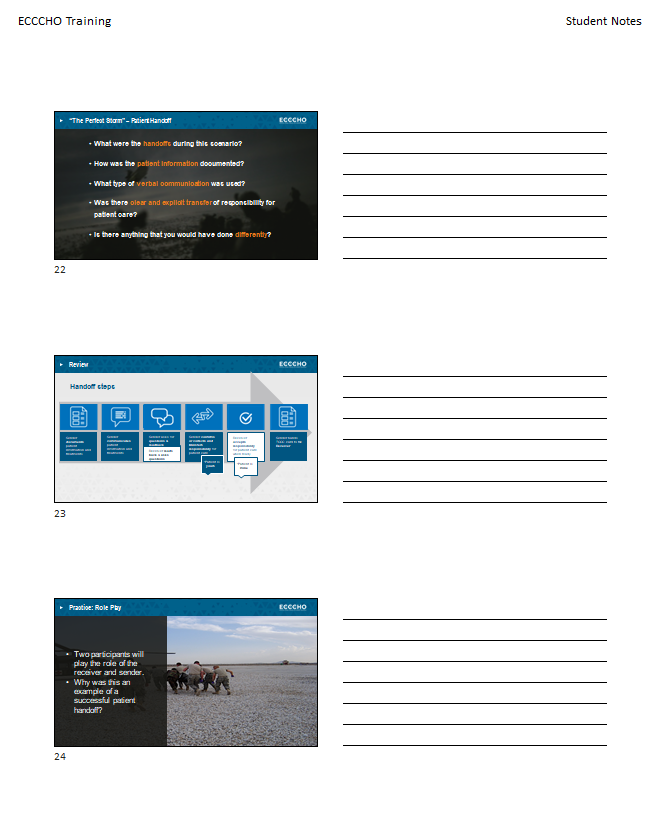 ECCCHO Training
Student Notes
"The Perfect Storm" – Patient Handoff
ECCCHO
• What were the handoffs during this scenario?
• How was the patient information documented?
• What type of verbal communication was used?
• Was there clear and explicit transfer of responsibility for
patient care?
• Is there anything that you would have done differently?
22
Review
ECCCHO
Handoff steps
23
Practice: Role Play
ECCCHO
• Two participants will
play the role of the
receiver and sender.
• Why was this an
example of a
successful patient
handoff?
24